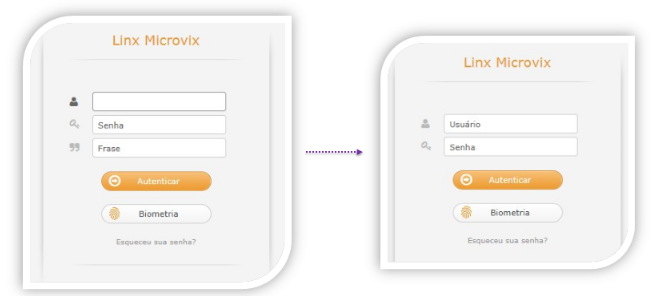 Linx Microvix
Senha
Frase
Autenticar
Biometria
Esqueceu sua senha?
Linx Microvix
Usuário
Senha
Autenticar
Biometria
Esqueceu sua senha?